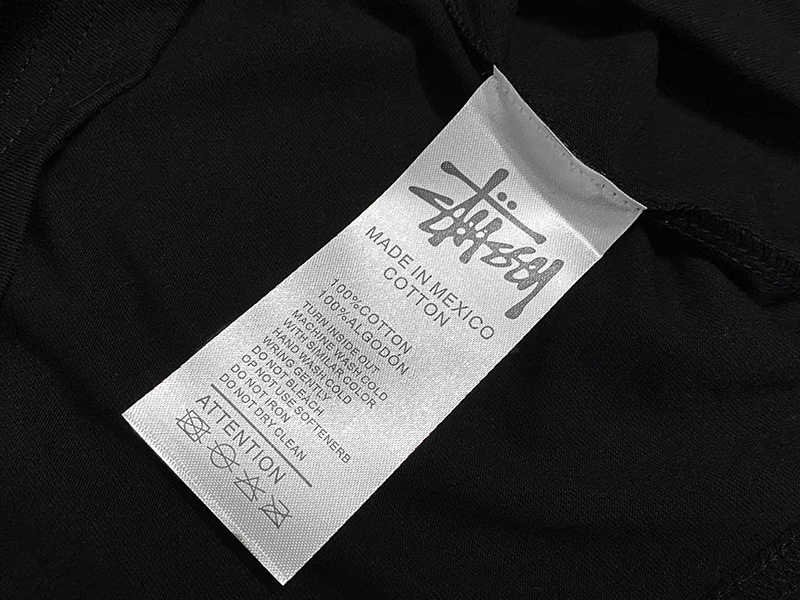 STÜSSY
MADE IN MEXICO
COTTON
100%COTTON
100%ALGODÓN
TURN INSIDE OUT
MACHINE WASH COLD
WITH SIMILAR COLOR
HAND WASH COLD
WRING GENTLY
DO NOT BLEACH
OP NOT USE SOFTENERB
DO NOT IRON
DO NOT DRY CLEAN
ATTENTION